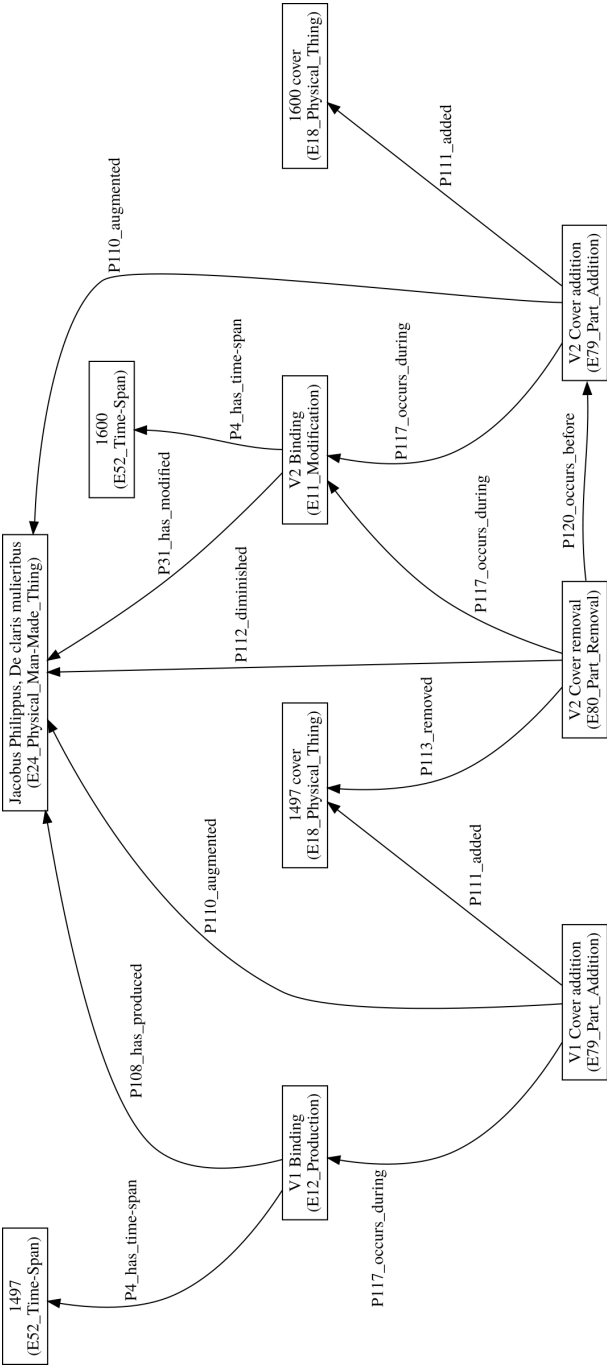 1497
(E52_Time-Span)
Jacobus Philippus, De claris mulieribus
(E24_Physical_Man-Made_Thing)
1600
(E52_Time-Span)
P110_augmented
P4_has_time-span
P108_has_produced
P110_augmented
P112_diminished
P31_has_modified
P4_has_time-span
V1 Binding
(E12_Production)
1497 cover
(E18_Physical_Thing)
V2 Binding
(E11_Modification)
1600 cover
(E18_Physical_Thing)
P117_occurs_during
P111_added
P113_removed
P117_occurs_during
P117_occurs_during
P111_added
V1 Cover addition
(E79_Part_Addition)
V2 Cover removal
(E80_Part_Removal)
P120_occurs_before
V2 Cover addition
(E79_Part_Addition)